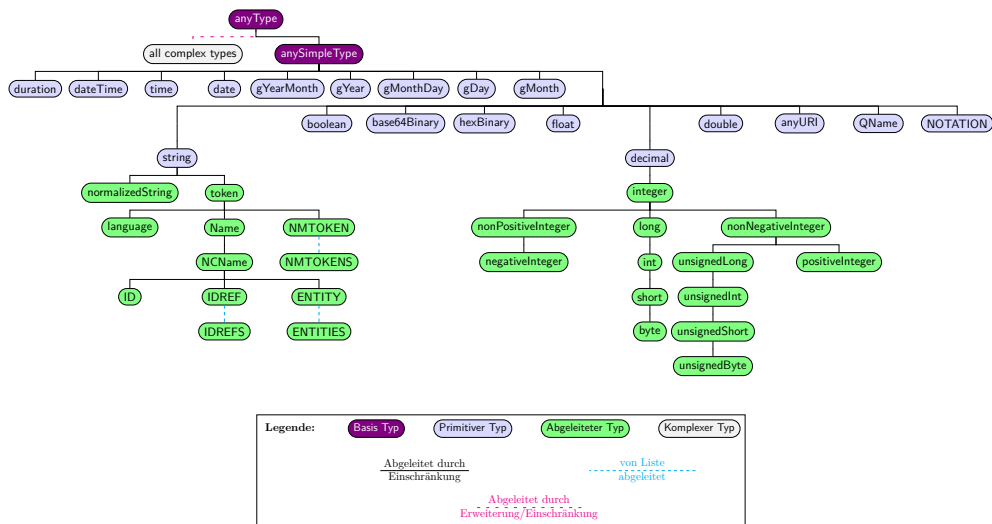 anyType
all complex types anySimpleType
duration dateTime time date gYearMonth gYear gMonthDay gDay gMonth
boolean base64Binary hexBinary float double anyURI QName NOTATION
string decimal
normalizedString token integer
language Name NMTOKEN nonPositiveInteger long nonNegativeInteger
NCName NMTOKENS negativeInteger int unsignedLong positiveInteger
ID IDREF ENTITY short unsignedInt
IDREFS ENTITIES byte unsignedShort
unsignedByte
Legende: Basis Typ Primitiver Typ Abgeleiteter Typ Komplexer Typ
Abgeleitet durch von Liste
Einschränkung abgeleitet
Abgeleitet durch
Erweiterung/Einschränkung